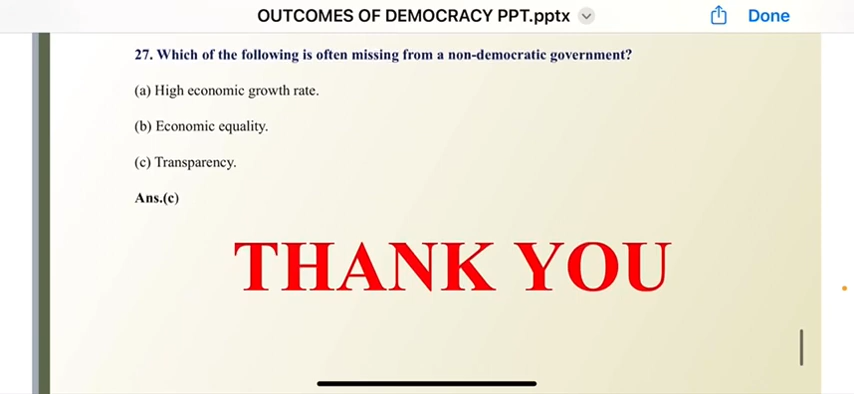 OUTCOMES OF DEMOCRACY PPT.pptx
Done
27. Which of the following is often missing from a non-democratic government?
(a) High economic growth rate.
(b) Economic equality.
(c) Transparency.
Ans.(c)
THANK YOU